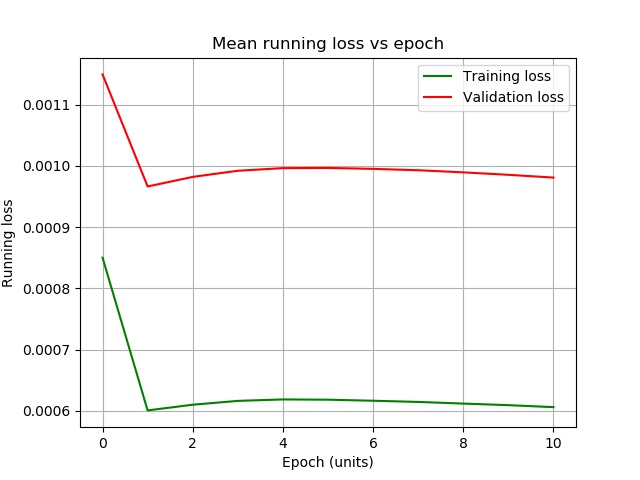 Mean running loss vs epoch
Training loss
Validation loss
0.0011
0.0010
0.0009
0.0008
0.0007
0.0006
Running loss
0 2 4 6 8 10
Epoch (units)